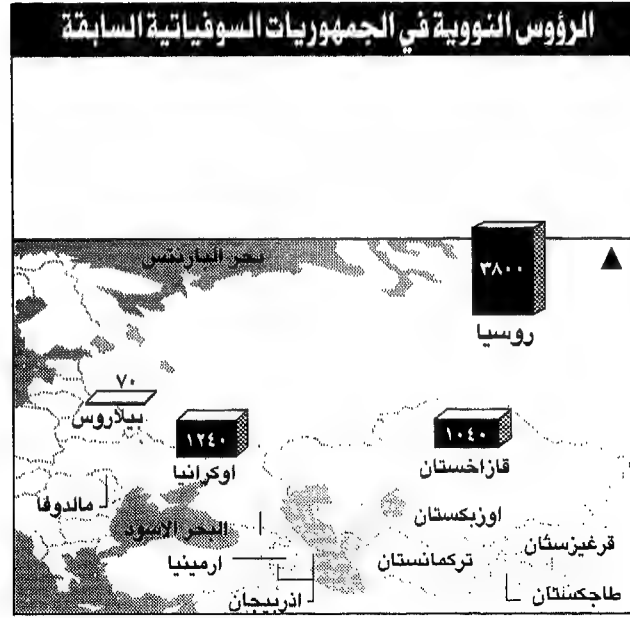 الرؤوس النووية في الجمهوريات السوفياتية السابقة
بحر البارنتس
٣٨٠٠
روسيا
٧٠
بيلاروس
١٢٤٠
اوكرانيا
١٠٤٠
قازاخستان
مالدوفا
البحر الاسود
اوزبكستان
قرغيزستان
ارمينيا
تركمانستان
اذربيجان
طاجكستان